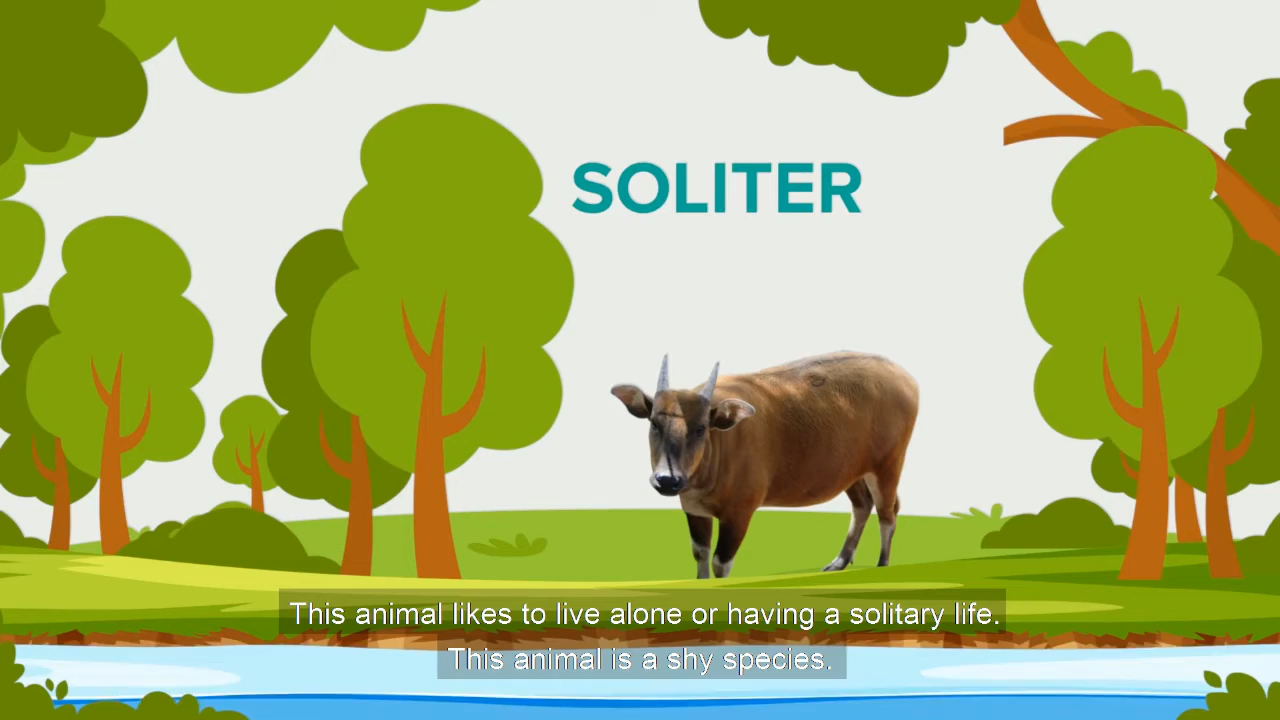 SOLITER
This animal likes to live alone or having a solitary life.
This animal is a shy species.